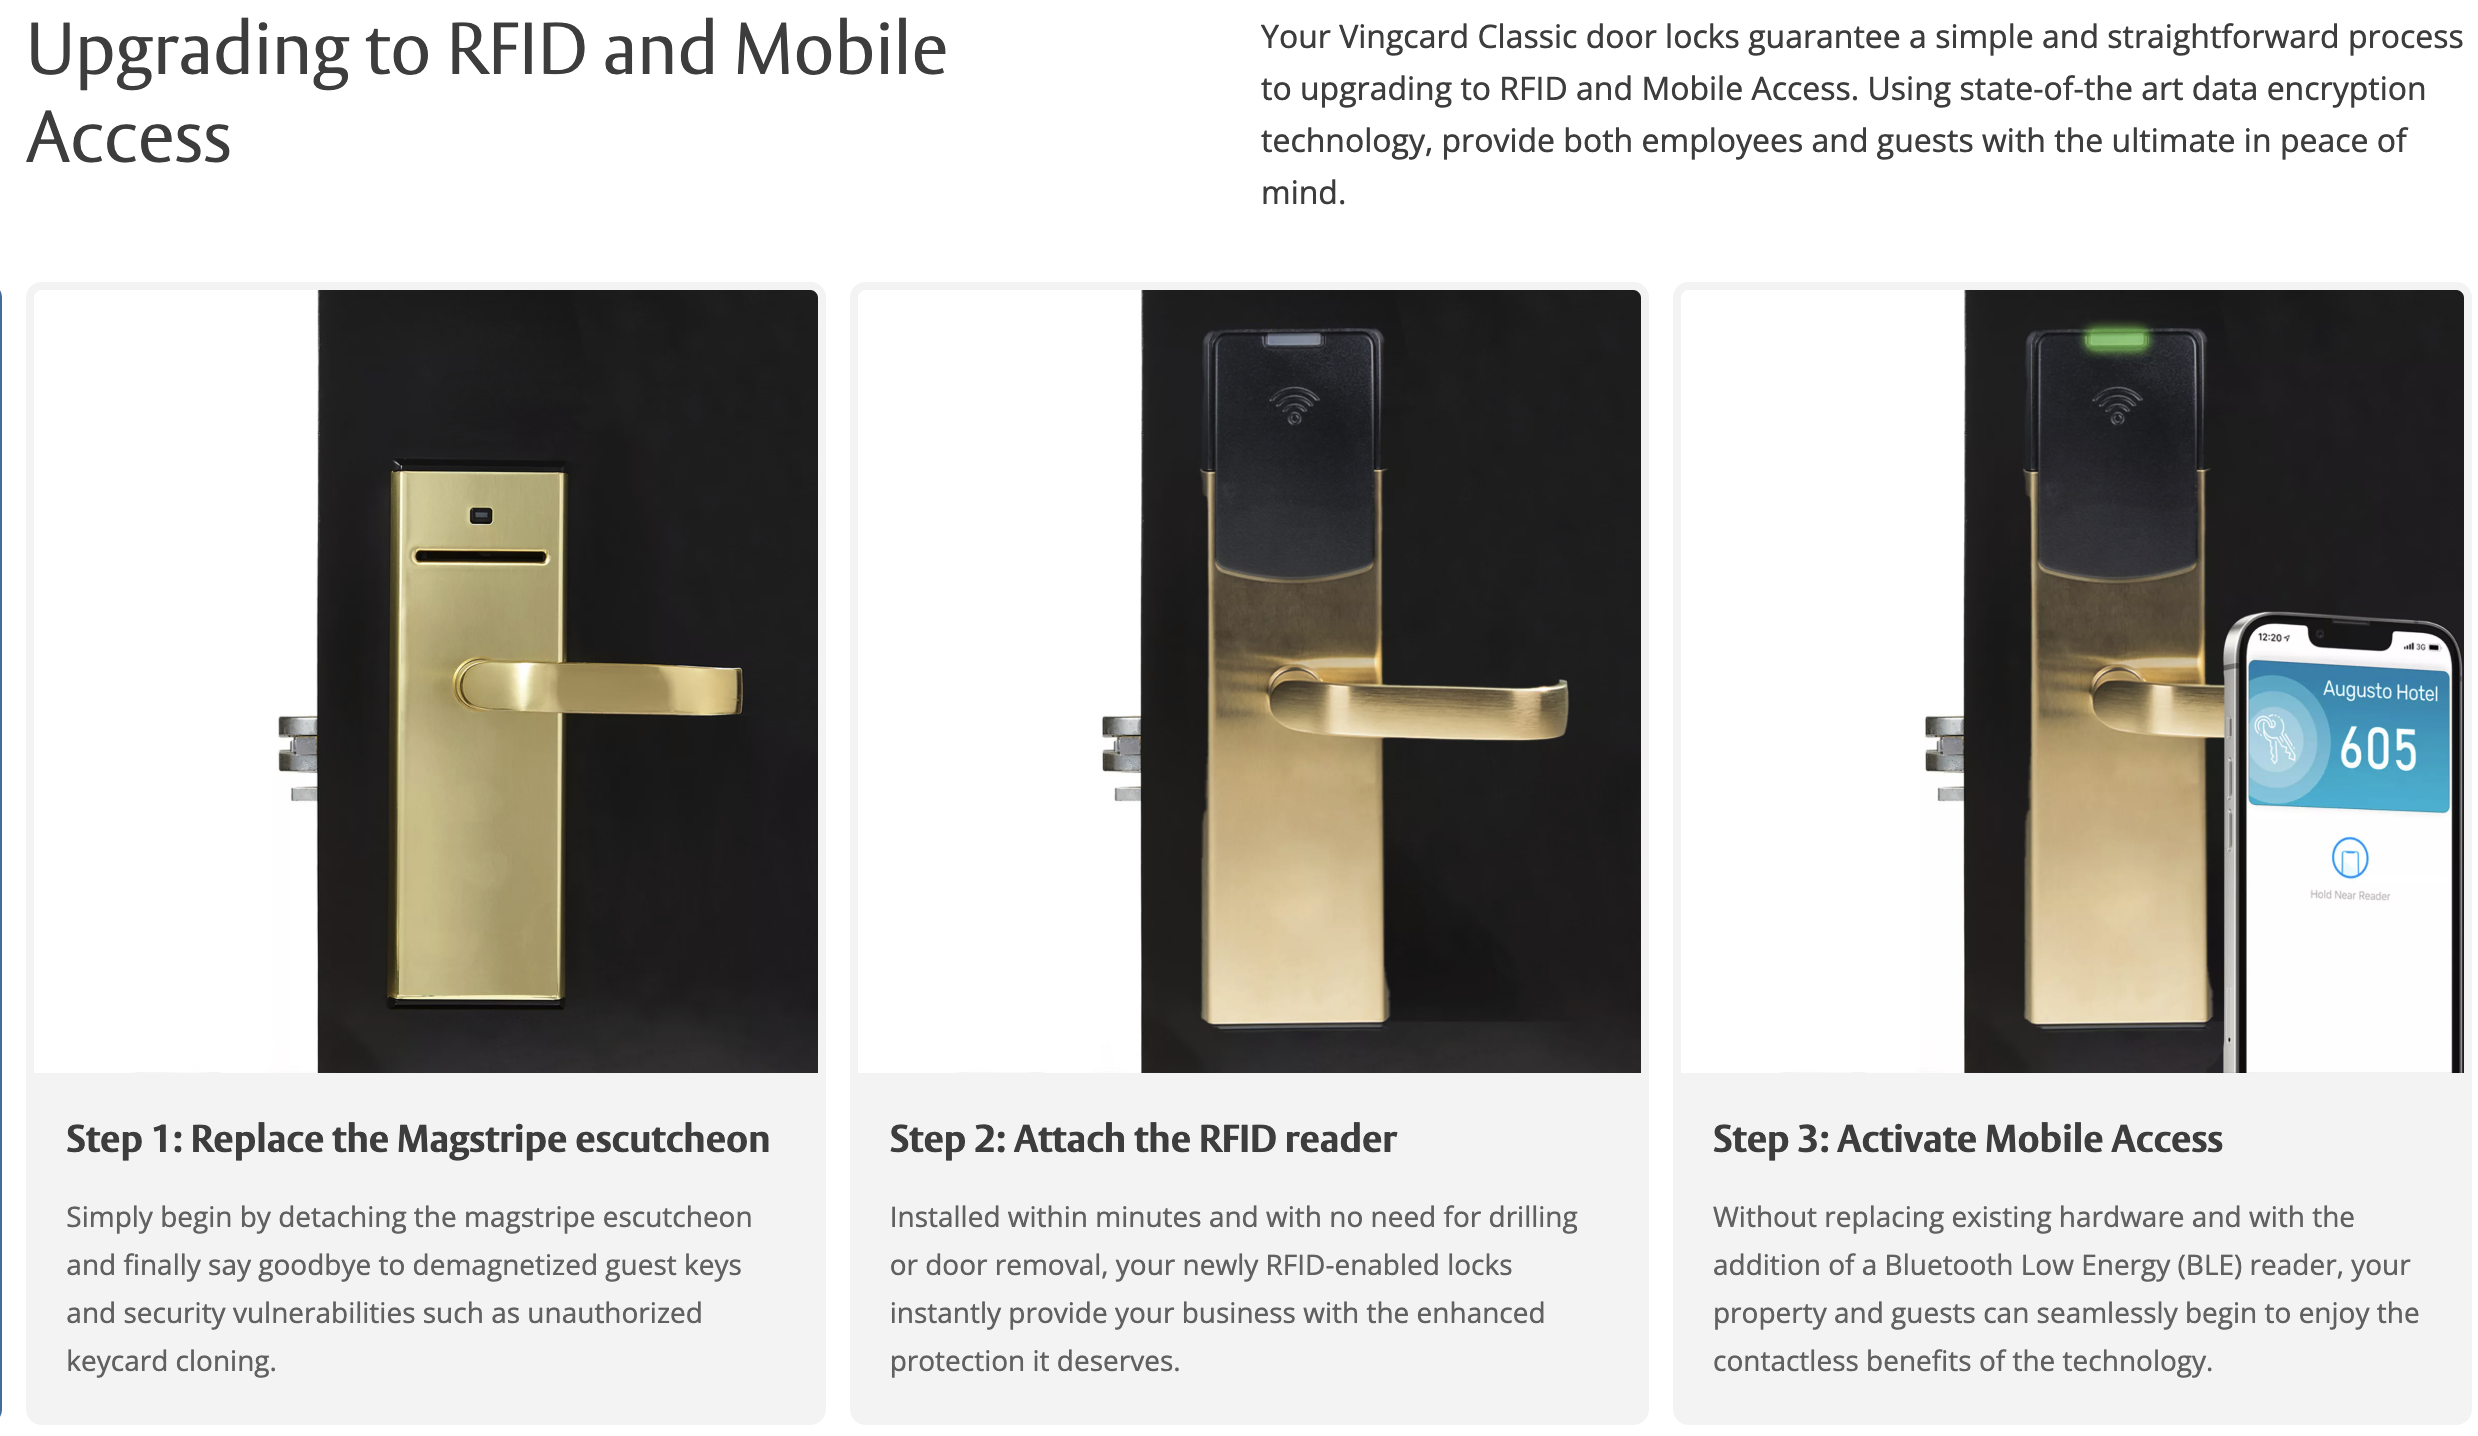 Upgrading to RFID and Mobile
Access
Your Vingcard Classic door locks guarantee a simple and straightforward process
to upgrading to RFID and Mobile Access. Using state-of-the art data encryption
technology, provide both employees and guests with the ultimate in peace of
mind.
12:20
3G
Augusto Hotel
605
Hold Near Reader
Step 1: Replace the Magstripe escutcheon
Simply begin by detaching the magstripe escutcheon
and finally say goodbye to demagnetized guest keys
and security vulnerabilities such as unauthorized
keycard cloning.
Step 2: Attach the RFID reader
Installed within minutes and with no need for drilling
or door removal, your newly RFID-enabled locks
instantly provide your business with the enhanced
protection it deserves.
Step 3: Activate Mobile Access
Without replacing existing hardware and with the
addition of a Bluetooth Low Energy (BLE) reader, your
property and guests can seamlessly begin to enjoy the
contactless benefits of the technology.